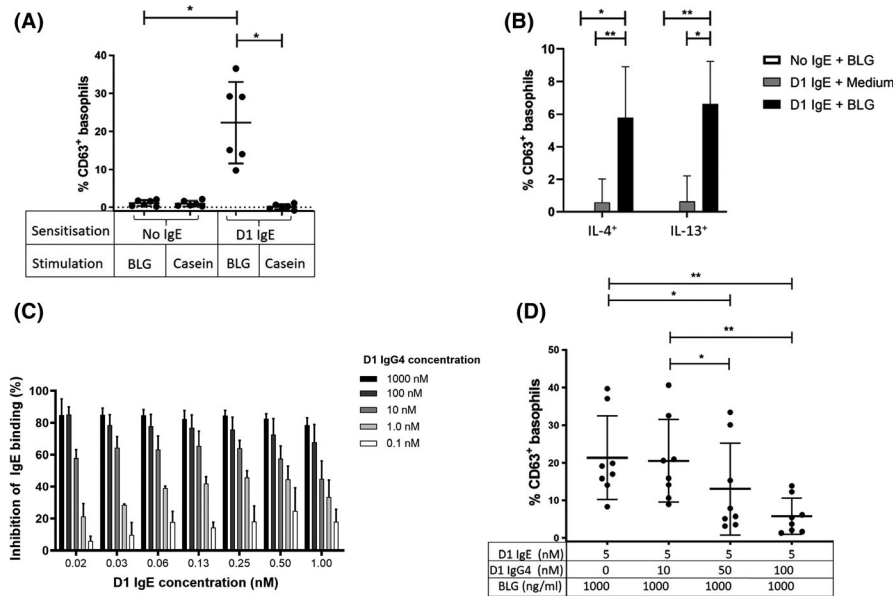 (A)
*
*
40
30
20
10
0
% CD63+ basophils
Sensitisation No IgE D1 IgE
Stimulation BLG Casein BLG Casein
(B)
* **
** *
10
8
6
4
2
0
% CD63+ basophils
IL-4+ IL-13+
No IgE + BLG
D1 IgE + Medium
D1 IgE + BLG
(C)
D1 IgG4 concentration
1000 nM
100 nM
10 nM
1.0 nM
0.1 nM
100
80
60
40
20
0
Inhibition of IgE binding (%)
0.02 0.03 0.06 0.13 0.25 0.50 1.00
D1 IgE concentration (nM)
(D)
**
*
**
*
50
40
30
20
10
0
% CD63+ basophils
D1 IgE (nM) 5 5 5 5
D1 IgG4 (nM) 0 10 50 100
BLG (ng/ml) 1000 1000 1000 1000